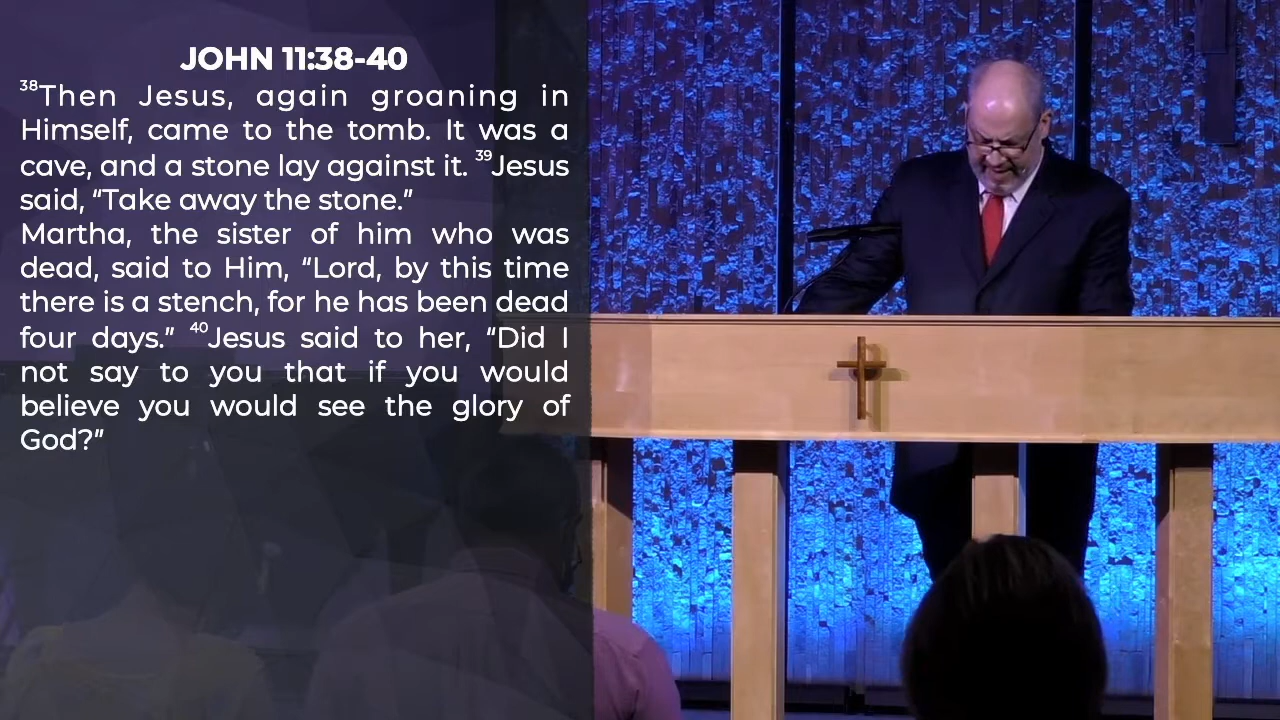 JOHN 11:38-40
³⁸Then Jesus, again groaning in
Himself, came to the tomb. It was a
cave, and a stone lay against it. ³⁹Jesus
said, “Take away the stone.”
Martha, the sister of him who was
dead, said to Him, “Lord, by this time
there is a stench, for he has been dead
four days.” ⁴⁰Jesus said to her, “Did I
not say to you that if you would
believe you would see the glory of
God?”